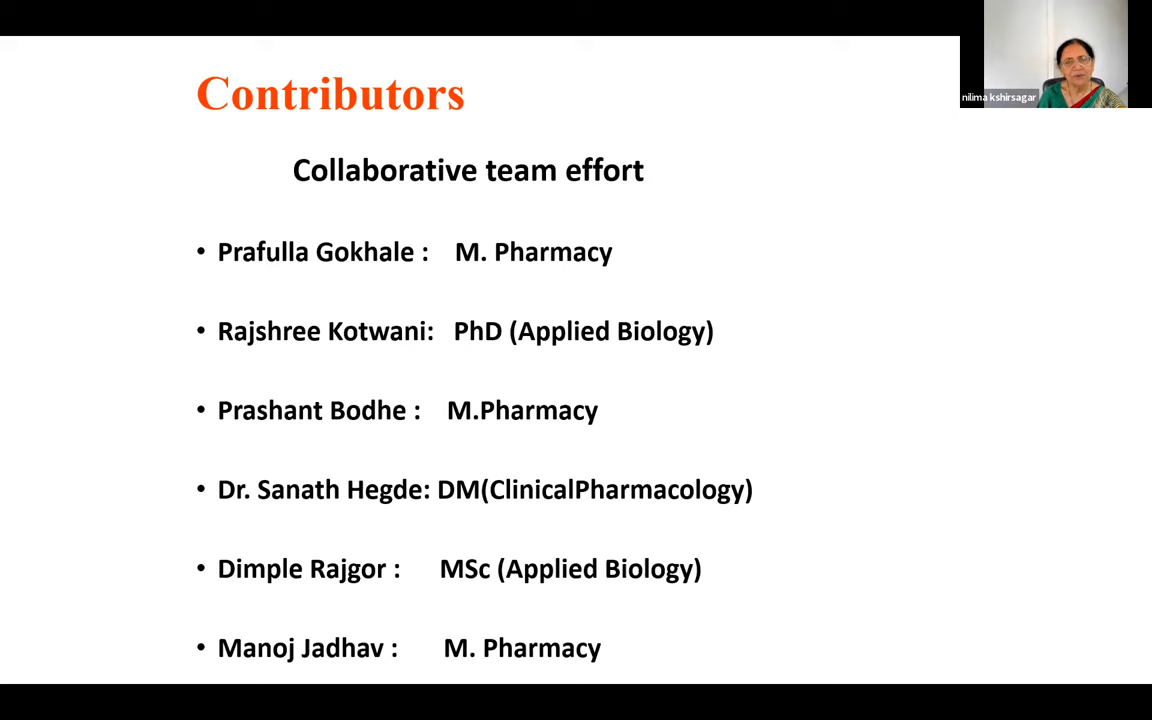 Contributors
nilima kshirsagar
Collaborative team effort
• Prafulla Gokhale : M. Pharmacy
• Rajshree Kotwani: PhD (Applied Biology)
• Prashant Bodhe : M.Pharmacy
• Dr. Sanath Hegde: DM(ClinicalPharmacology)
• Dimple Rajgor : MSc (Applied Biology)
• Manoj Jadhav : M. Pharmacy